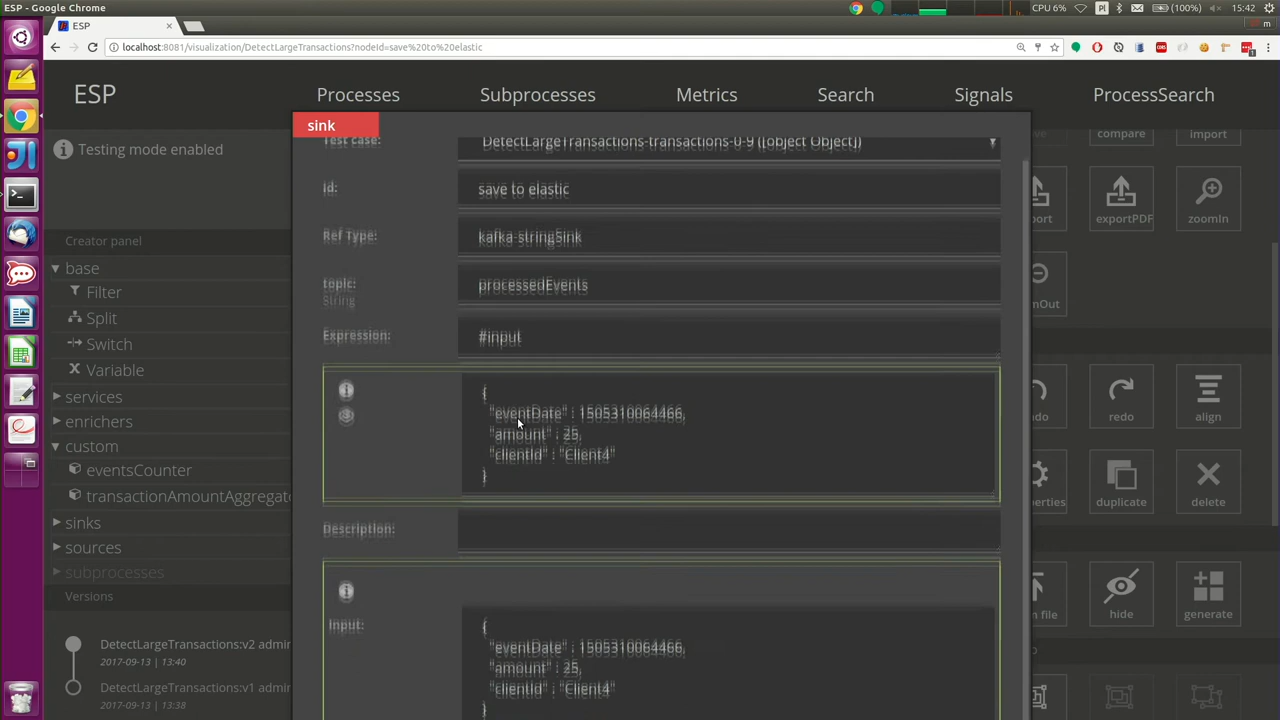 ESP - Google Chrome
CPU 6%
Pl
(100%)
15:42
ESP
m
localhost:8081/visualization/DetectLargeTransactions?nodeId=save%20to%20elastic
ESP
Processes
Subprocesses
Metrics
Search
Signals
ProcessSearch
sink
Testing mode enabled
compare
import
Test case:
DetectLargeTransactions-transactions-0-9 ([object Object])
Id:
save to elastic
exportPDF
zoomIn
Ref Type:
kafka-stringSink
Creator panel
base
topic:
String
processedEvents
Filter
Split
Expression:
#input
Switch
Variable
services
enrichers
custom
eventsCounter
transactionAmountAggregat
sinks
sources
subprocesses
{
"eventDate" : 1505310064466,
"amount" : 25,
"clientId" : "Client4"
}
redo
align
duplicate
delete
Description:
Versions
Input:
{
"eventDate" : 1505310064466,
"amount" : 25,
"clientId" : "Client4"
}
hide
generate
DetectLargeTransactions:v2 admin
2017-09-13 | 13:40
DetectLargeTransactions:v1 admin
2017-09-13 | 13:38